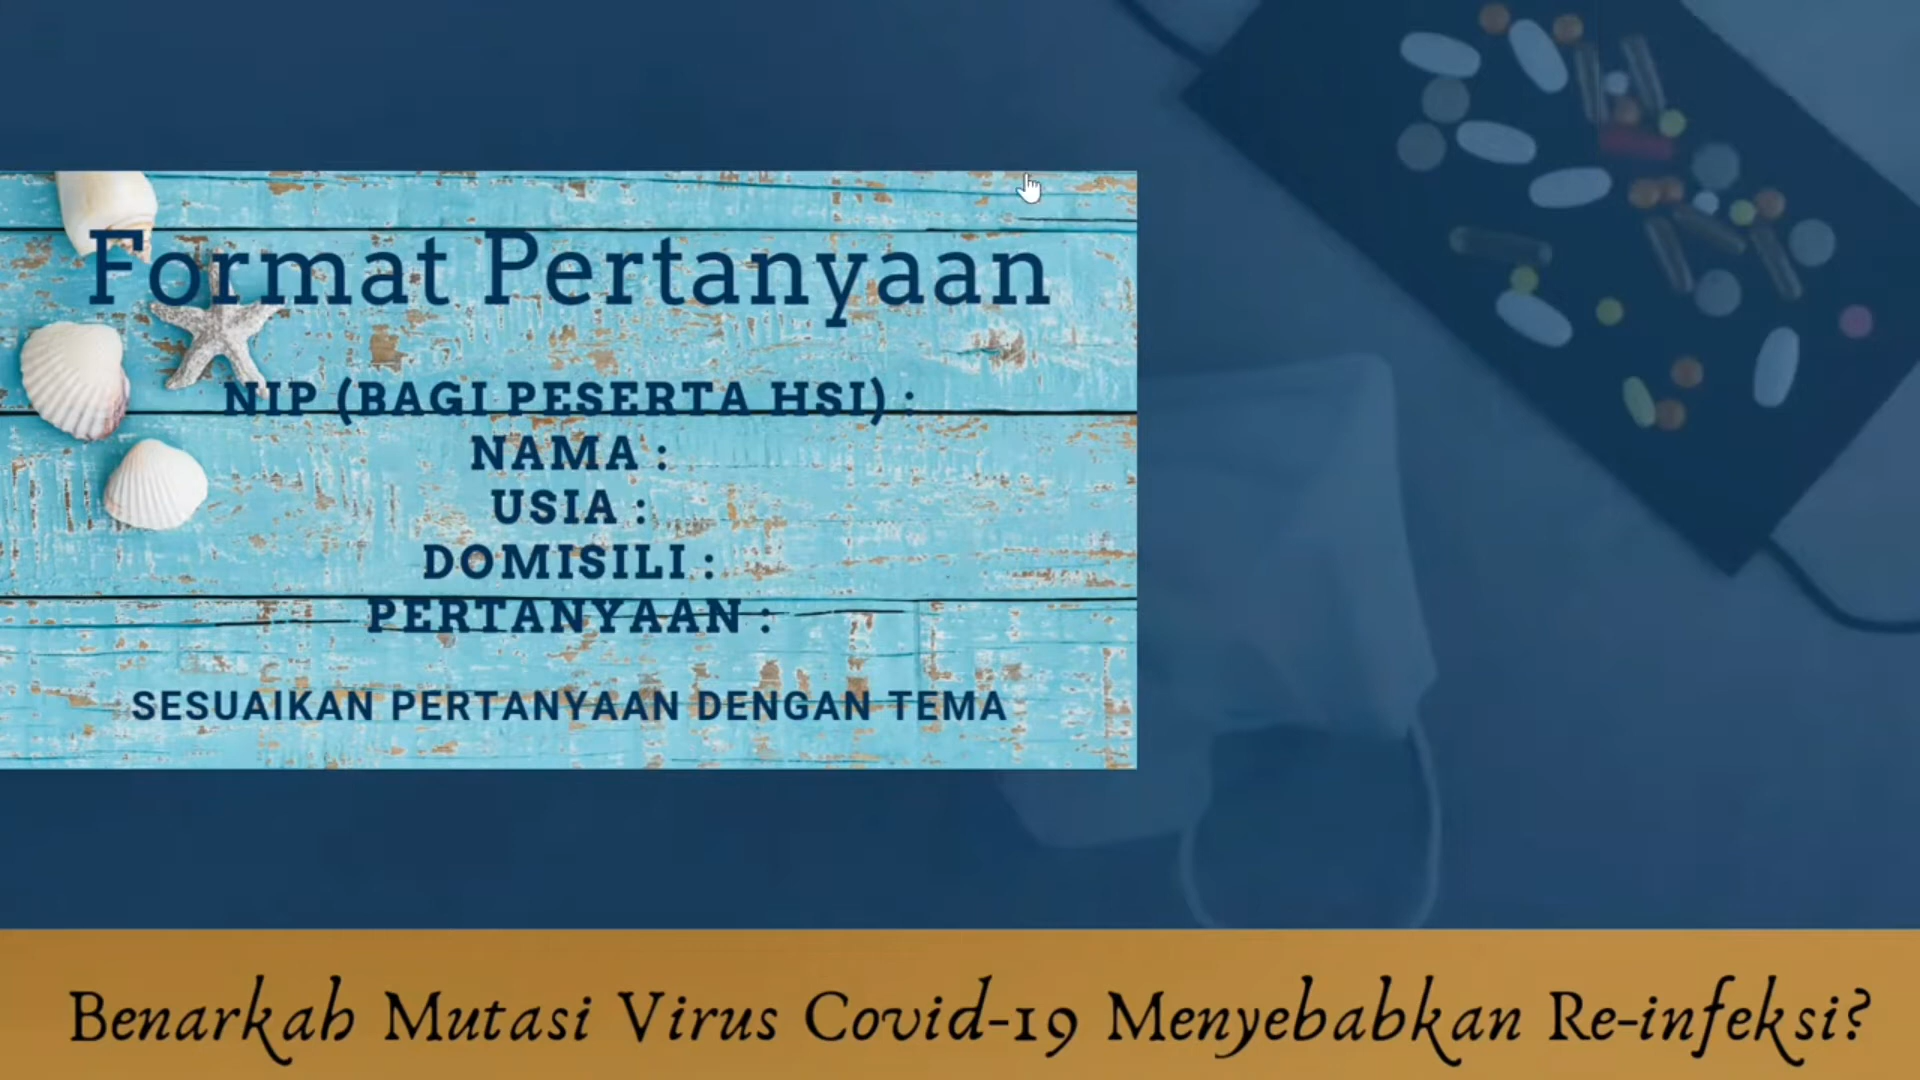 Format Pertanyaan
NIP (BAGI PESERTA HSI) :
NAMA :
USIA :
DOMISILI :
PERTANYAAN :
SESUAIKAN PERTANYAAN DENGAN TEMA
Benarkah Mutasi Virus Covid-19 Menyebabkan Re-infeksi?